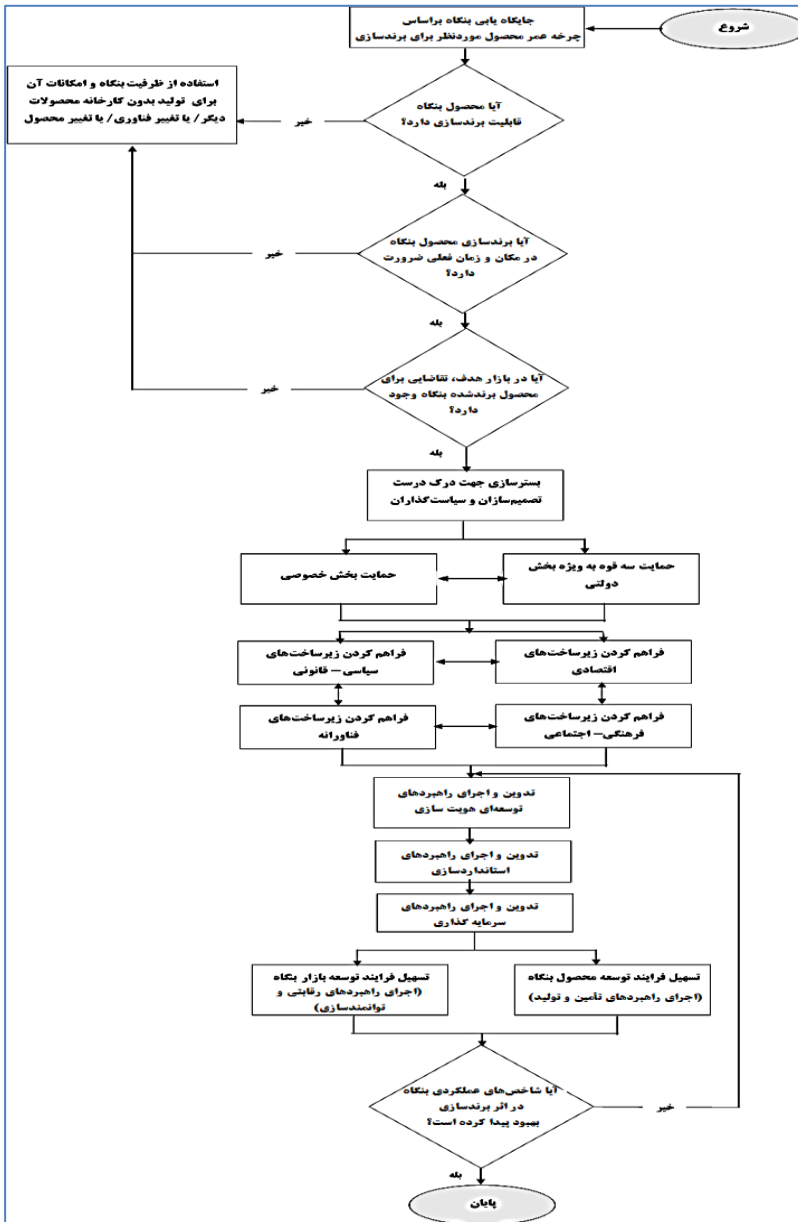 شروع
جایگاه یابی بنگاه براساس
چرخه عمر محصول موردنظر برای برندسازی
استفاده از ظرفیت بنگاه و امکانات آن
برای تولید بدون کارخانه محصولات
دیگر/ یا تغییر فناوری/ یا تغییر محصول
آیا محصول بنگاه
قابلیت برندسازی دارد؟
خیر
بله
آیا برندسازی محصول بنگاه
در مکان و زمان فعلی ضرورت
دارد؟
خیر
بله
آیا در بازار هدف، تقاضایی برای
محصول برندشده بنگاه وجود
دارد؟
خیر
بله
بسترسازی جهت درک درست
تصمیم‌سازان و سیاست‌گذاران
حمایت سه قوه به ویژه بخش
دولتی
حمایت بخش خصوصی
فراهم کردن زیرساخت‌های
اقتصادی
فراهم کردن زیرساخت‌های
سیاسی– قانونی
فراهم کردن زیرساخت‌های
فرهنگی– اجتماعی
فراهم کردن زیرساخت‌های
فناورانه
تدوین و اجرای راهبردهای
توسعه‌ای هویت سازی
تدوین و اجرای راهبردهای
استانداردسازی
تدوین و اجرای راهبردهای
سرمایه گذاری
تسهیل فرایند توسعه محصول بنگاه
(اجرای راهبردهای تأمین و تولید)
تسهیل فرایند توسعه بازار بنگاه
(اجرای راهبردهای رقابتی و
توانمندسازی)
آیا شاخص‌های عملکردی بنگاه
در اثر برندسازی
بهبود پیدا کرده است؟
خیر
بله
پایان